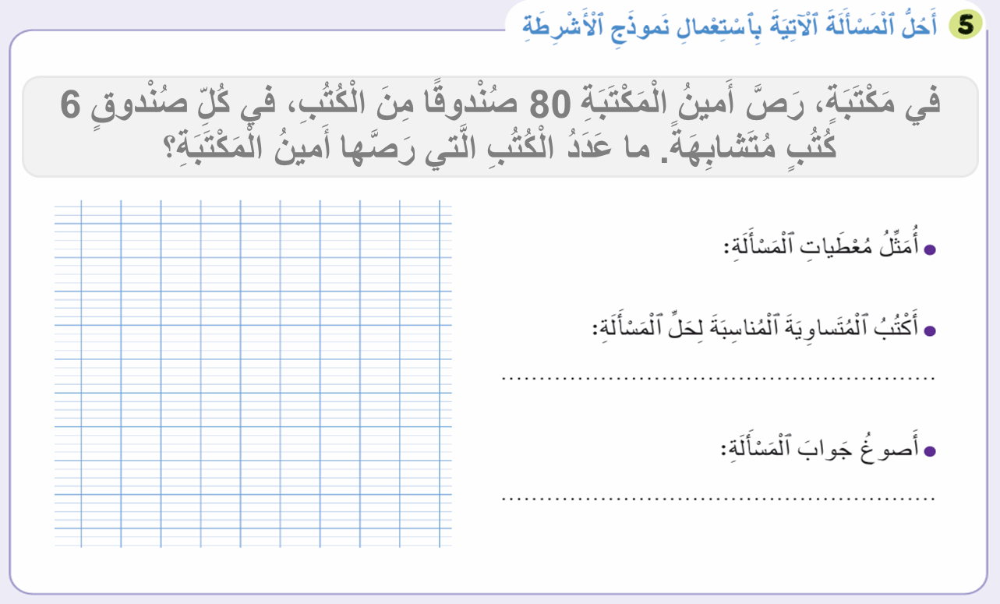 5 أَحُلُّ ٱلْمَسْأَلَةَ ٱلْآتِيَةَ بِٱسْتِعْمالِ نَموذَجِ ٱلْأَشْرِطَةِ
في مَكْتَبَةٍ، رَصَّ أَمينُ الْمَكْتَبَةِ 80 صُنْدوقًا مِنَ الْكُتُبِ، في كُلِّ صُنْدوقٍ 6
كُتُبٍ مُتَشابِهَةٍ. ما عَدَدُ الْكُتُبِ الَّتي رَصَّها أَمينُ الْمَكْتَبَةِ؟
● أُمَثِّلُ مُعْطَياتِ ٱلْمَسْأَلَةِ:
● أَكْتُبُ ٱلْمُتَساوِيَةَ ٱلْمُناسِبَةَ لِحَلِّ ٱلْمَسْأَلَةِ:
● أَصوغُ جَوابَ ٱلْمَسْأَلَةِ: